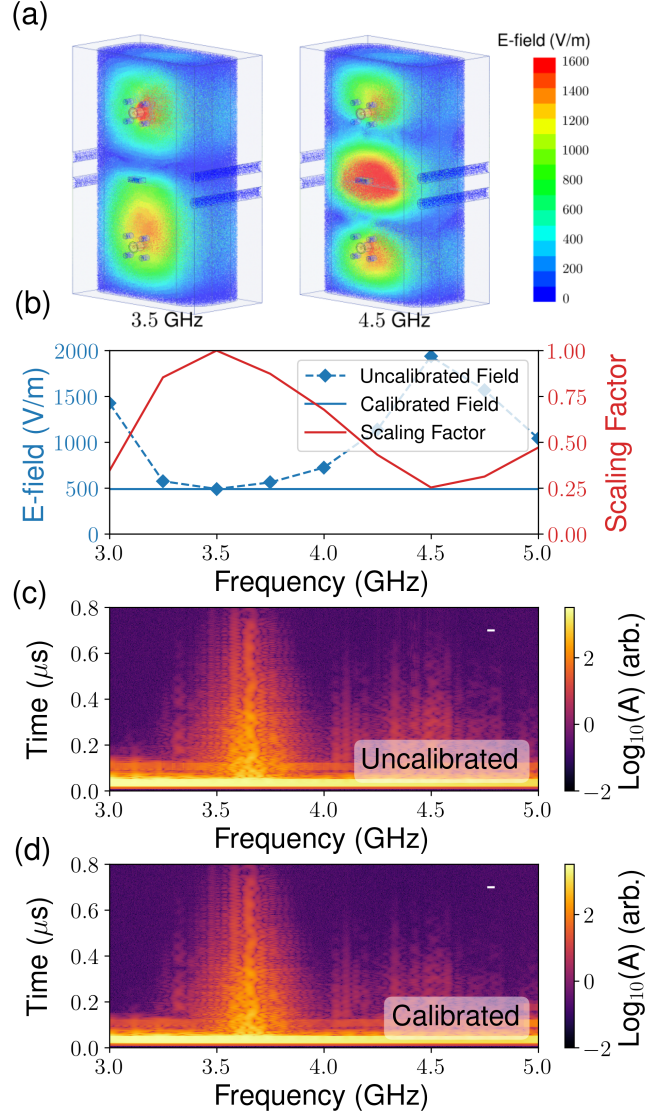 (a)
E-field (V/m)
1600
1400
1200
1000
800
600
400
200
0
3.5 GHz
4.5 GHz
(b)
E-field (V/m)
2000
1500
1000
500
0
Uncalibrated Field
Calibrated Field
Scaling Factor
1.00
0.75
0.50
0.25
0.00
Scaling Factor
3.0 3.5 4.0 4.5 5.0
Frequency (GHz)
(c)
Time (μs)
0.8
0.6
0.4
0.2
0.0
Uncalibrated
3.0 3.5 4.0 4.5 5.0
Frequency (GHz)
2
0
−2
Log₁₀(A) (arb.)
(d)
Time (μs)
0.8
0.6
0.4
0.2
0.0
Calibrated
3.0 3.5 4.0 4.5 5.0
Frequency (GHz)
2
0
−2
Log₁₀(A) (arb.)